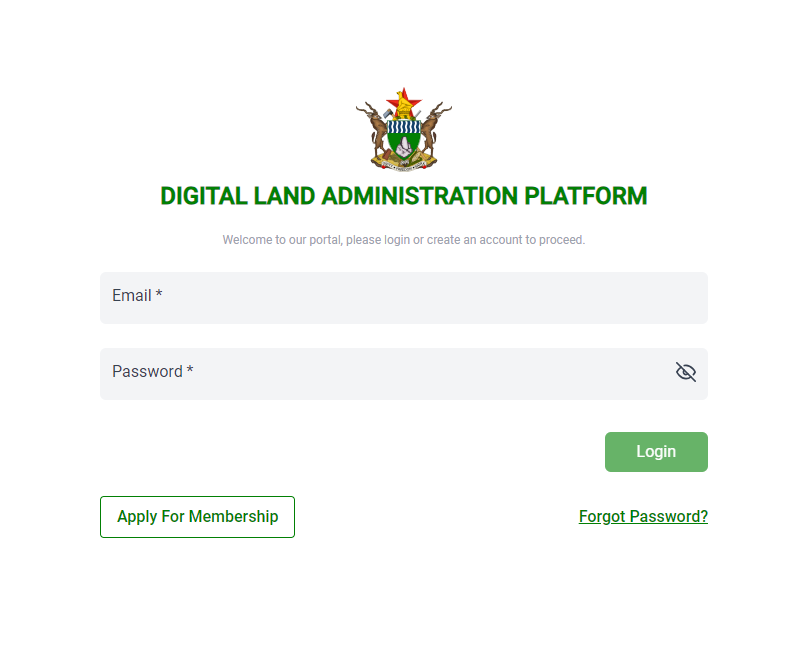 DIGITAL LAND ADMINISTRATION PLATFORM
Welcome to our portal, please login or create an account to proceed.
Email *
Password *
Login
Apply For Membership
Forgot Password?